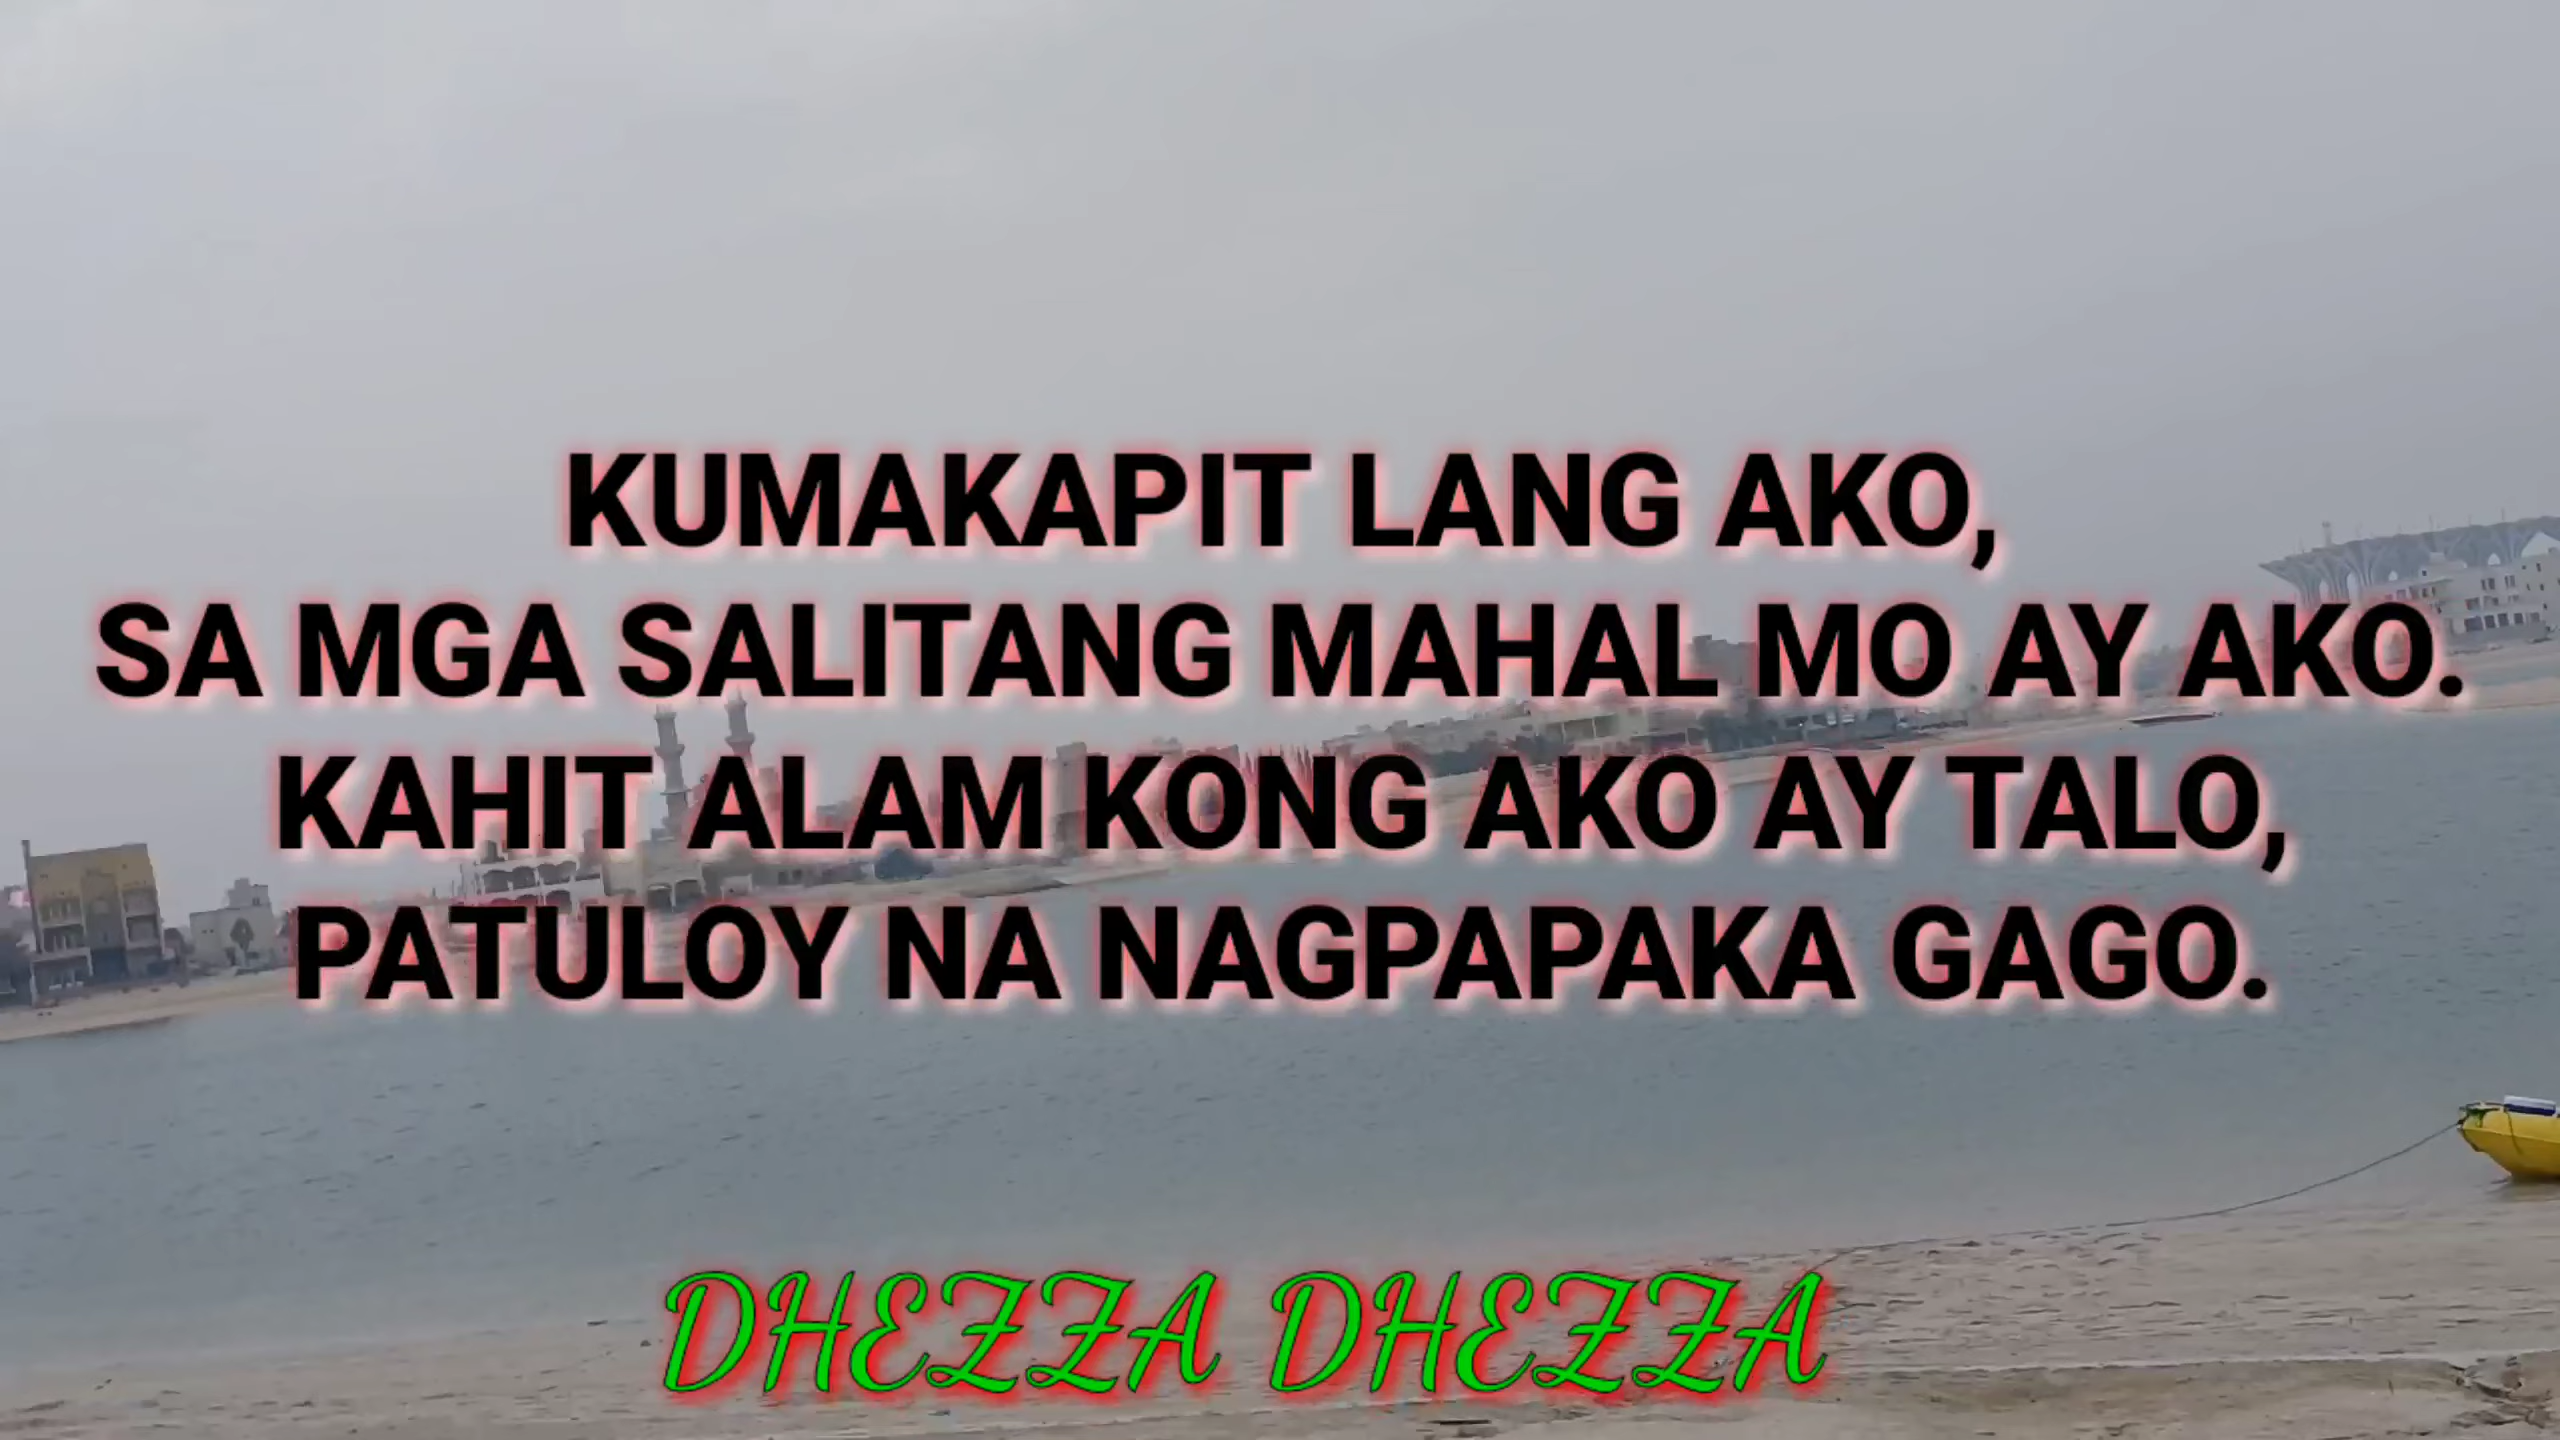 KUMAKAPIT LANG AKO,
SA MGA SALITANG MAHAL MO AY AKO.
KAHIT ALAM KONG AKO AY TALO,
PATULOY NA NAGPAPAKA GAGO.
DHEZZA DHEZZA